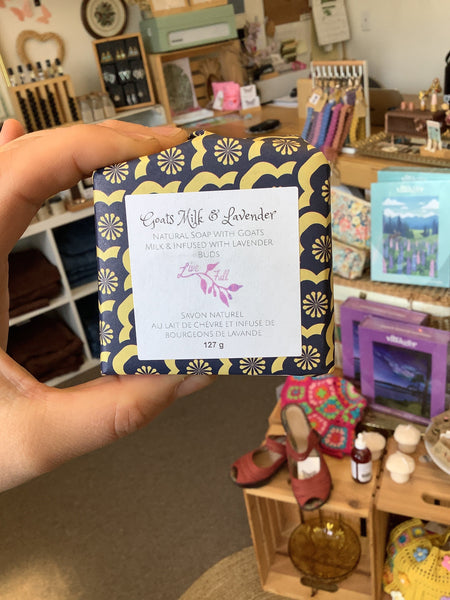 Goats Milk & Lavender
Natural Soap with Goats
Milk & infused with lavender
buds
Live
Full
Savon naturel
au lait de chèvre et infuse de
bourgeons de lavande
127 g